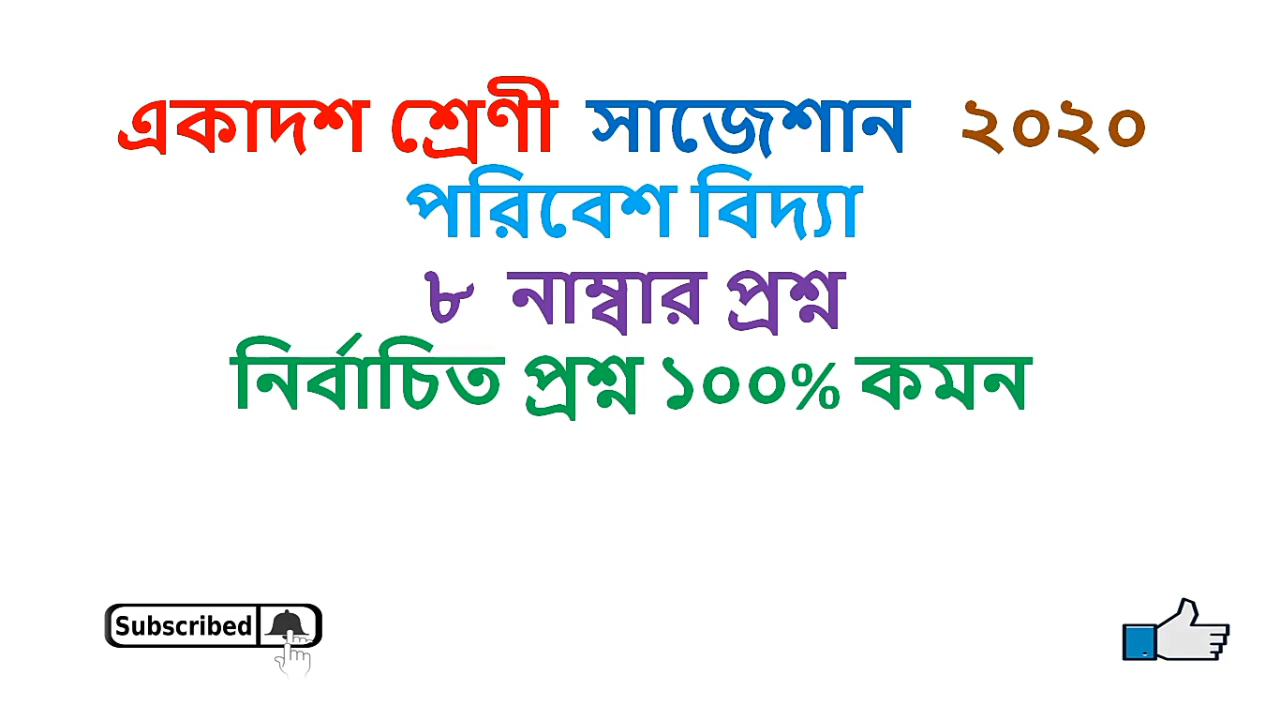 একাদশ শ্রেণী সাজেশান ২০২০
পরিবেশ বিদ্যা
৮ নাম্বার প্রশ্ন
নির্বাচিত প্রশ্ন ১০০% কমন
Subscribed